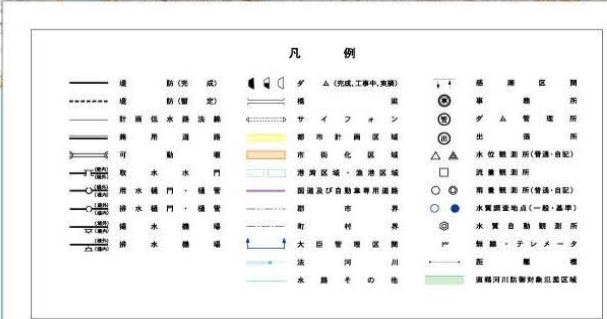 凡例
堤防(完成)
堤防(暫定)
計画低水路法線
兼用道路
可動堰
取水水門
用水樋門・樋管
排水樋門・樋管
揚水機場
排水機場
ダム(完成、工事中、実調)
橋梁
サイフォン
都市計画区域
市街化区域
港湾区域・漁港区域
国道及び自動車専用道路
郡市界
町村界
大臣管理区間
法河川
水路その他
感潮区間
事務所
ダム管理所
出張所
水位観測所(普通・自記)
流量観測所
雨量観測所(普通・自記)
水質調査地点(一般・基準)
水質自動観測所
無線・テレメータ
距離標
直轄河川防御対象氾濫区域